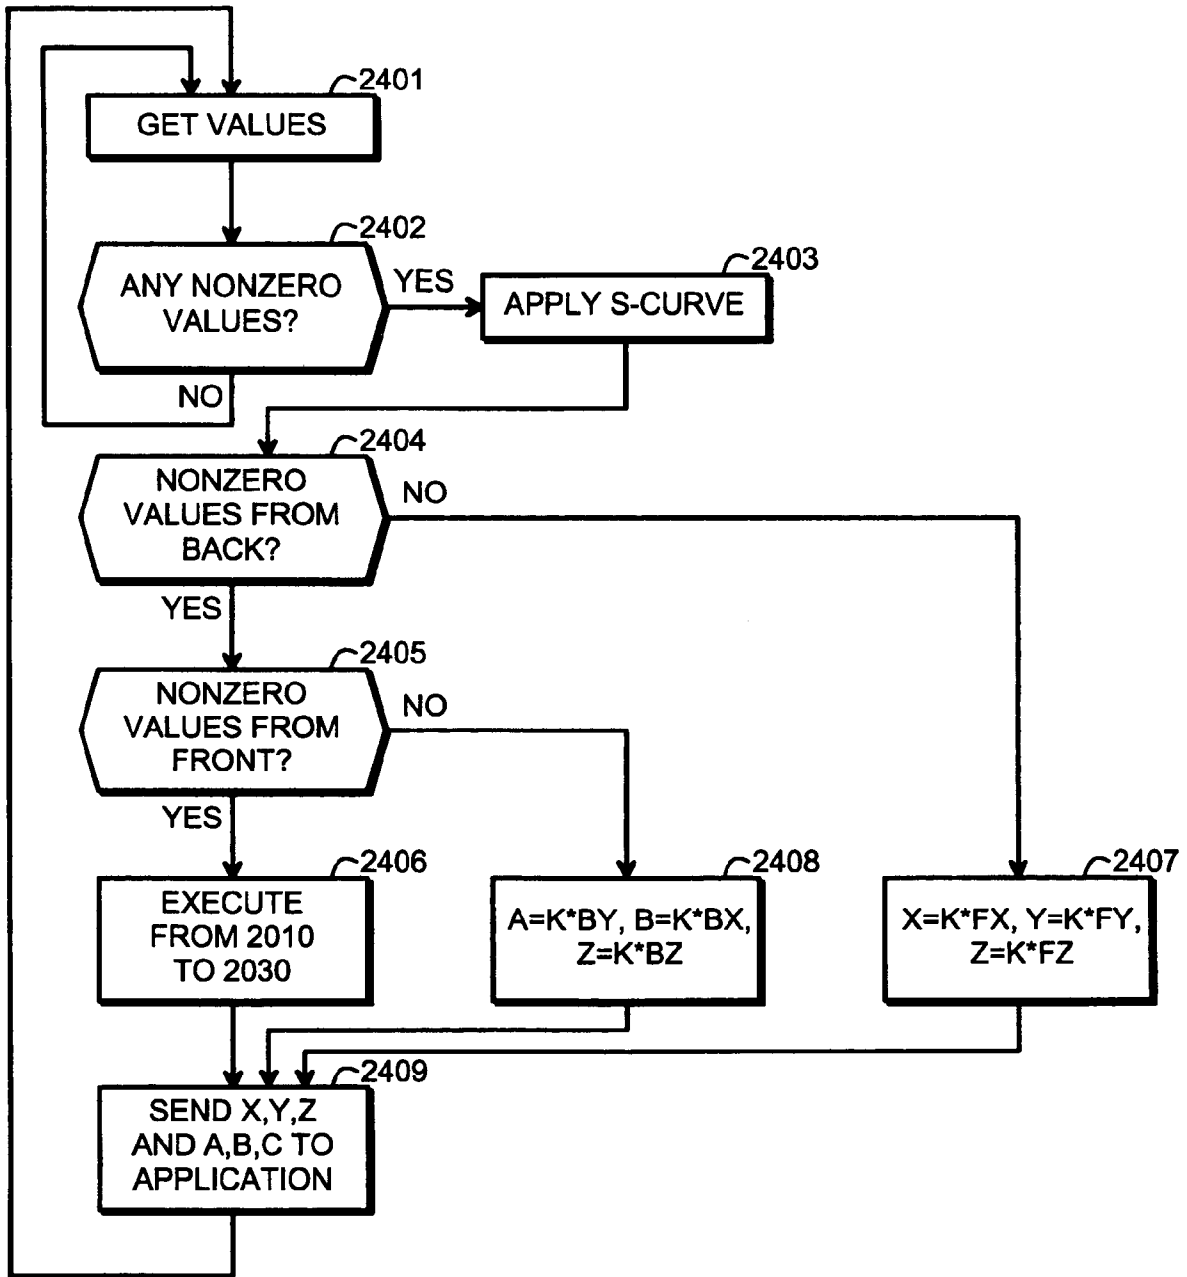 2401
GET VALUES
2402
ANY NONZERO
VALUES?
YES
NO
2403
APPLY S-CURVE
2404
NONZERO
VALUES FROM
BACK?
NO
YES
2405
NONZERO
VALUES FROM
FRONT?
NO
YES
2406
EXECUTE
FROM 2010
TO 2030
2408
A=K*BY, B=K*BX,
Z=K*BZ
2407
X=K*FX, Y=K*FY,
Z=K*FZ
2409
SEND X,Y,Z
AND A,B,C TO
APPLICATION